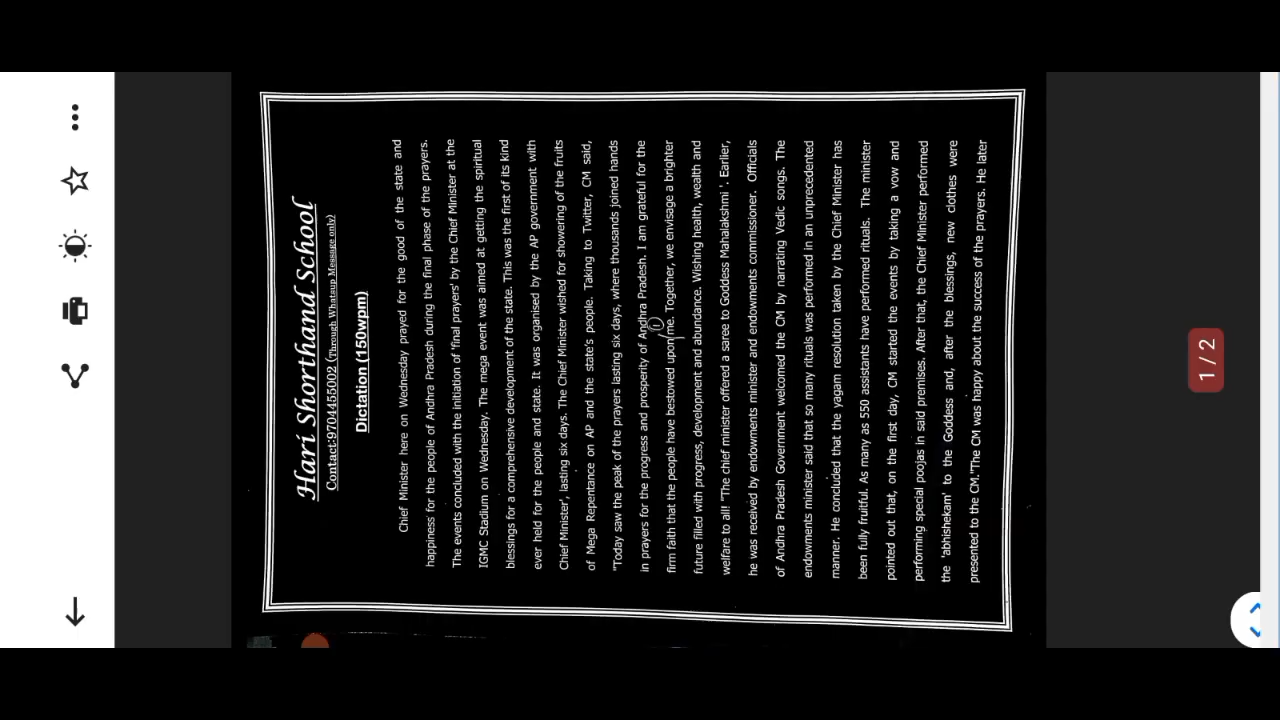 Hari Shorthand School
Contact:9704455002 (Through Whatsup Message only)
Dictation (150wpm)
Chief Minister here on Wednesday prayed for the good of the state and
happiness for the people of Andhra Pradesh during the final phase of the prayers.
The events concluded with the initiation of 'final prayers' by the Chief Minister at the
IGMC Stadium on Wednesday. The mega event was aimed at getting the spiritual
blessings for a comprehensive development of the state. This was the first of its kind
ever held for the people and state. It was organised by the AP government with
Chief Minister', lasting six days. The Chief Minister wished for showering of the fruits
of Mega Repentance on AP and the state's people. Taking to Twitter, CM said,
"Today saw the peak of the prayers lasting six days, where thousands joined hands
in prayers for the progress and prosperity of Andhra Pradesh. I am grateful for the
firm faith that the people have bestowed upon me. Together, we envisage a brighter
future filled with progress, development and abundance. Wishing health, wealth and
welfare to all! "The chief minister offered a saree to Goddess Mahalakshmi '. Earlier,
he was received by endowments minister and endowments commissioner. Officials
of Andhra Pradesh Government welcomed the CM by narrating Vedic songs. The
endowments minister said that so many rituals was performed in an unprecedented
manner. He concluded that the yagam resolution taken by the Chief Minister has
been fully fruitful. As many as 550 assistants have performed rituals. The minister
pointed out that, on the first day, CM started the events by taking a vow and
performing special poojas in said premises. After that, the Chief Minister performed
the 'abhishekam' to the Goddess and, after the blessings, new clothes were
presented to the CM."The CM was happy about the success of the prayers. He later
1 / 2